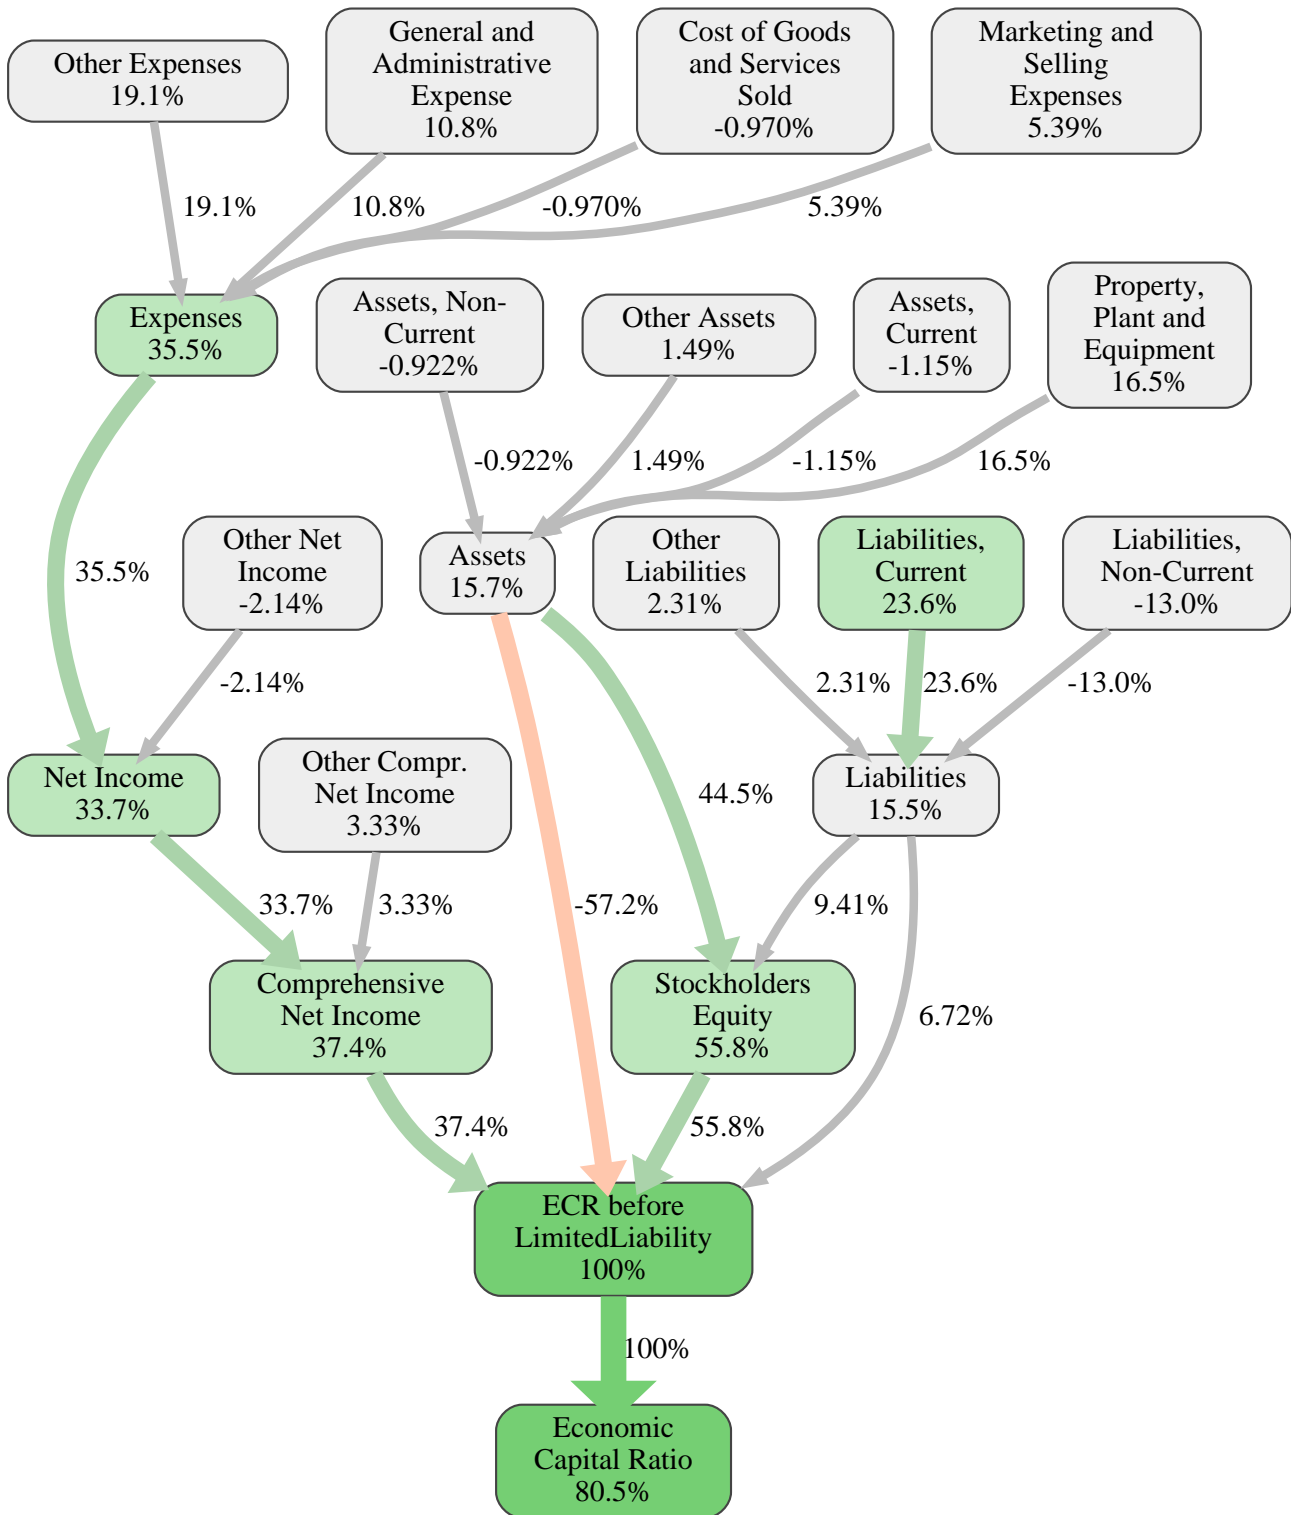 Other Expenses
19.1%
General and
Administrative
Expense
10.8%
Cost of Goods
and Services
Sold
-0.970%
Marketing and
Selling
Expenses
5.39%
19.1%
10.8%
-0.970%
5.39%
Expenses
35.5%
Assets, Non-
Current
-0.922%
Other Assets
1.49%
Assets,
Current
-1.15%
Property,
Plant and
Equipment
16.5%
-0.922%
1.49%
-1.15%
16.5%
35.5%
Other Net
Income
-2.14%
Assets
15.7%
Other
Liabilities
2.31%
Liabilities,
Current
23.6%
Liabilities,
Non-Current
-13.0%
-2.14%
2.31%
23.6%
-13.0%
Net Income
33.7%
Other Compr.
Net Income
3.33%
44.5%
Liabilities
15.5%
33.7%
3.33%
-57.2%
9.41%
Comprehensive
Net Income
37.4%
Stockholders
Equity
55.8%
6.72%
37.4%
55.8%
ECR before
LimitedLiability
100%
100%
Economic
Capital Ratio
80.5%